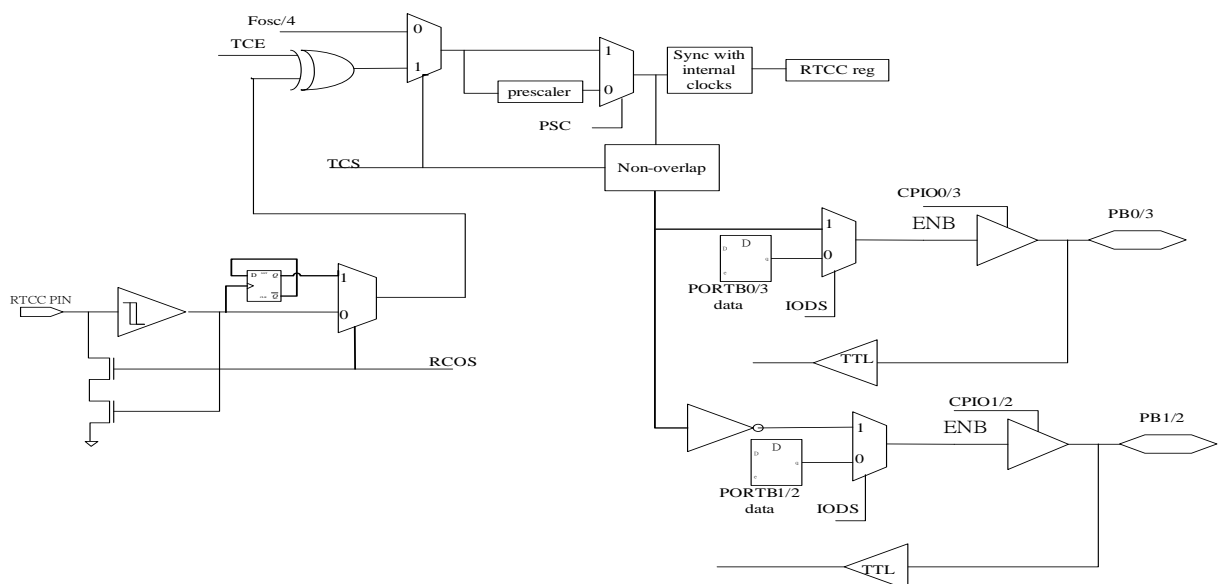 Fosc/4
TCE
0
1
1
0
prescaler
PSC
Sync with
internal
clocks
RTCC reg
TCS
Non-overlap
CPIO0/3
ENB
PB0/3
1
0
D
D
Q
PORTB0/3
data
IODS
TTL
RTCC PIN
D
Q
Q
1
0
RCOS
CPIO1/2
ENB
PB1/2
1
0
D
D
Q
PORTB1/2
data
IODS
TTL